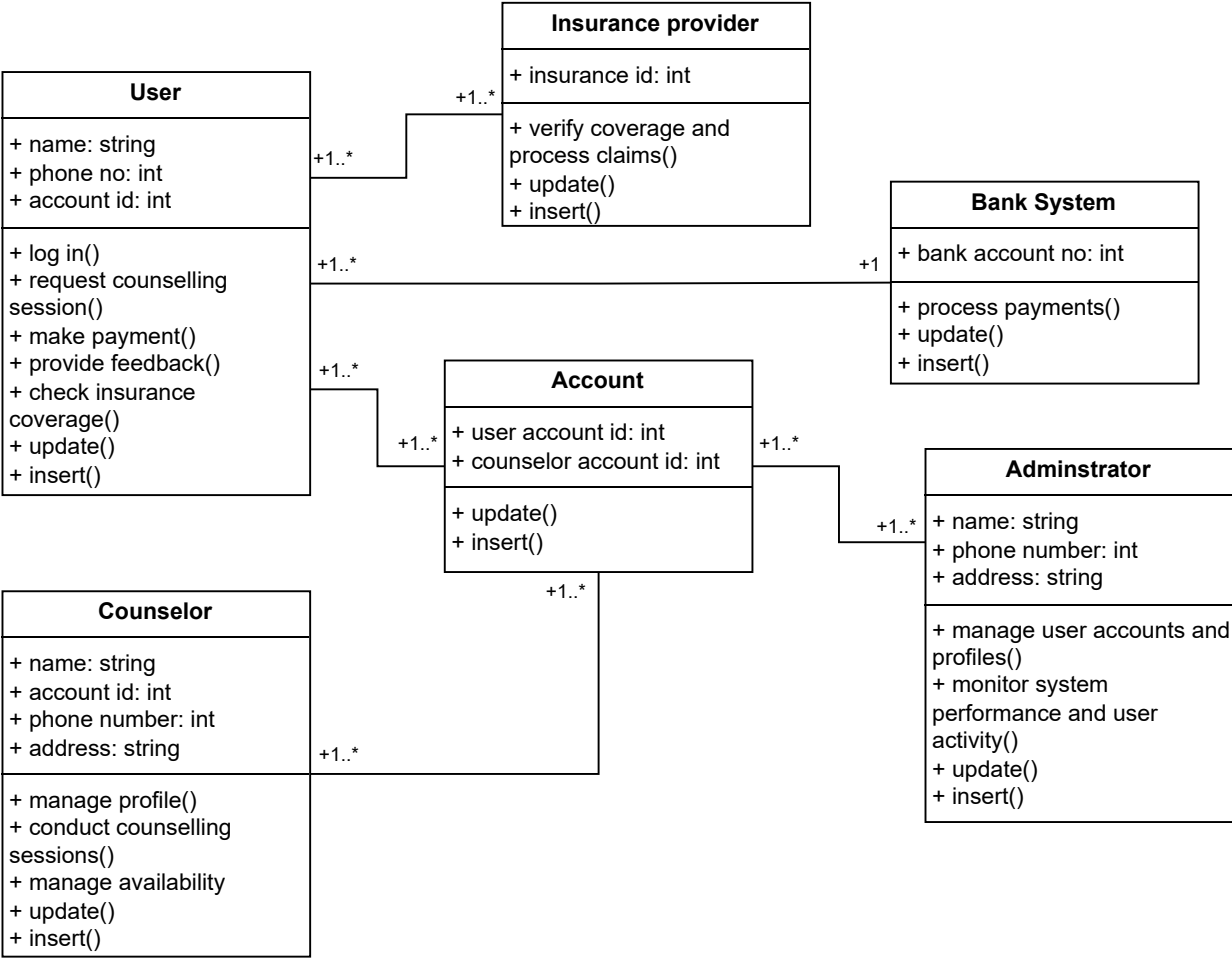 Insurance provider
+ insurance id: int
+ verify coverage and
process claims()
+ update()
+ insert()
User
+ name: string
+ phone no: int
+ account id: int
+ log in()
+ request counselling
session()
+ make payment()
+ provide feedback()
+ check insurance
coverage()
+ update()
+ insert()
+1..*
+1..*
Bank System
+ bank account no: int
+ process payments()
+ update()
+ insert()
+1..*
+1
Account
+ user account id: int
+ counselor account id: int
+ update()
+ insert()
+1..*
+1..*
+1..*
+1..*
Adminstrator
+ name: string
+ phone number: int
+ address: string
+ manage user accounts and
profiles()
+ monitor system
performance and user
activity()
+ update()
+ insert()
+1..*
+1..*
Counselor
+ name: string
+ account id: int
+ phone number: int
+ address: string
+ manage profile()
+ conduct counselling
sessions()
+ manage availability
+ update()
+ insert()